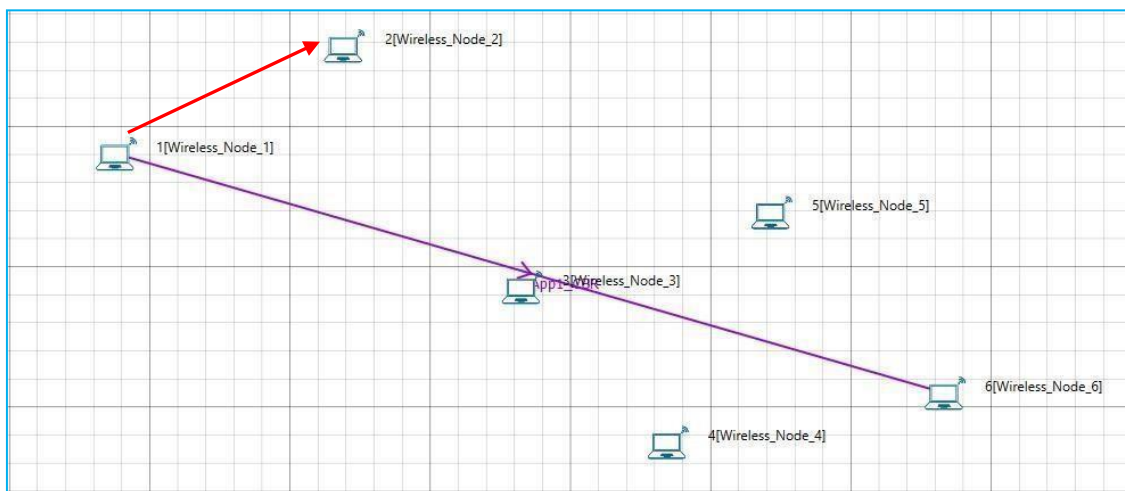 2[Wireless_Node_2]
1[Wireless_Node_1]
5[Wireless_Node_5]
3[Wireless_Node_3]
6[Wireless_Node_6]
4[Wireless_Node_4]